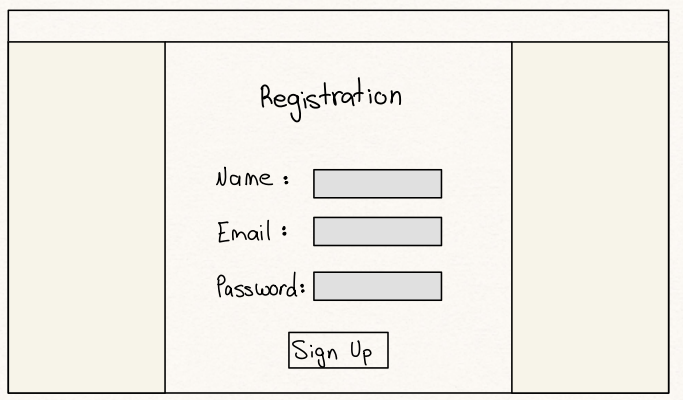 Registration
Name :
Email :
Password:
Sign Up